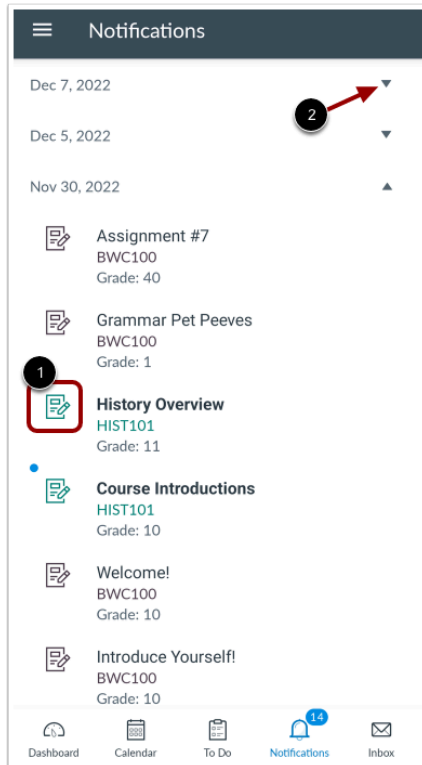 Notifications
Dec 7, 2022
2
Dec 5, 2022
Nov 30, 2022
Assignment #7
BWC100
Grade: 40
Grammar Pet Peeves
BWC100
Grade: 1
1
History Overview
HIST101
Grade: 11
Course Introductions
HIST101
Grade: 10
Welcome!
BWC100
Grade: 10
Introduce Yourself!
BWC100
Grade: 10
14
Dashboard Calendar To Do Notifications Inbox